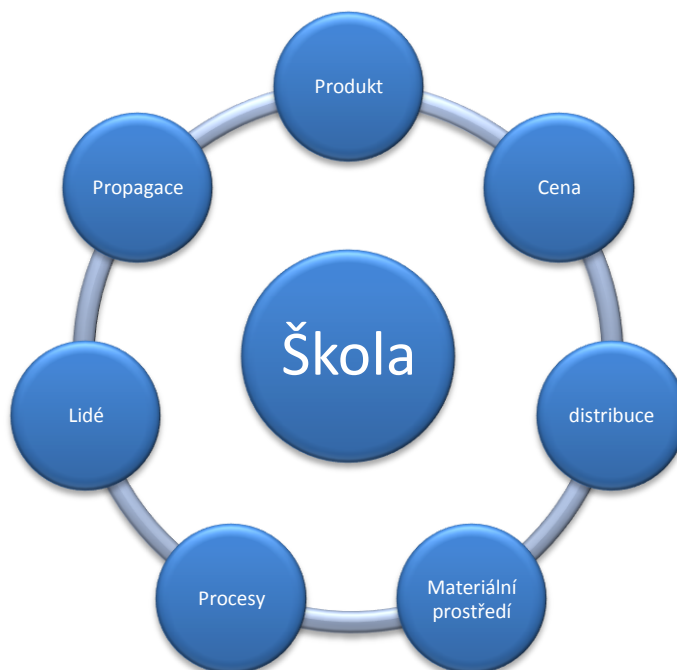 Produkt
Cena
distribuce
Materiální
prostředí
Procesy
Lidé
Propagace
Škola